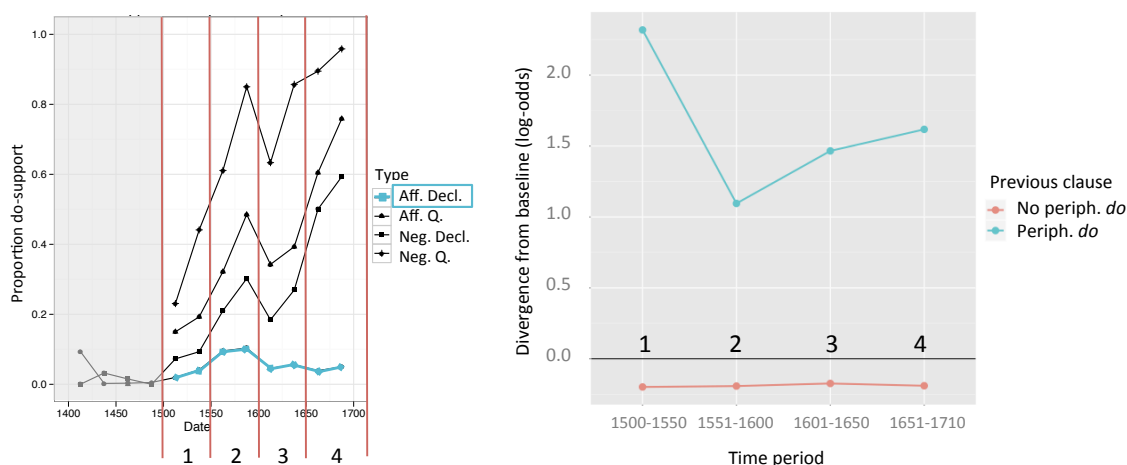 1.0
0.8
0.6
0.4
0.2
0.0
Proportion do-support
1400 1450 1500 1550 1600 1650 1700
Date
1 2 3 4
Type
Aff. Decl.
Aff. Q.
Neg. Decl.
Neg. Q.
2.0
1.5
1.0
0.5
0.0
Divergence from baseline (log-odds)
1 2 3 4
1500-1550 1551-1600 1601-1650 1651-1710
Time period
Previous clause
No periph. do
Periph. do